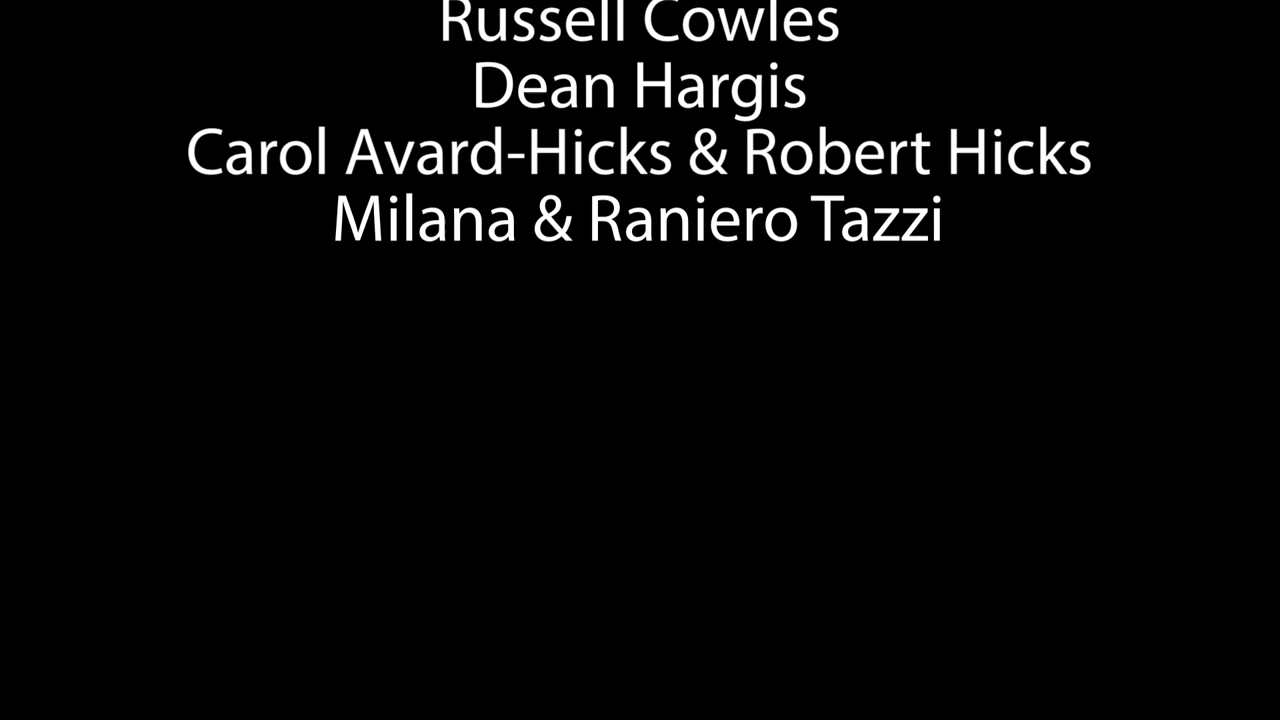 Russell Cowles
Dean Hargis
Carol Avard-Hicks & Robert Hicks
Milana & Raniero Tazzi